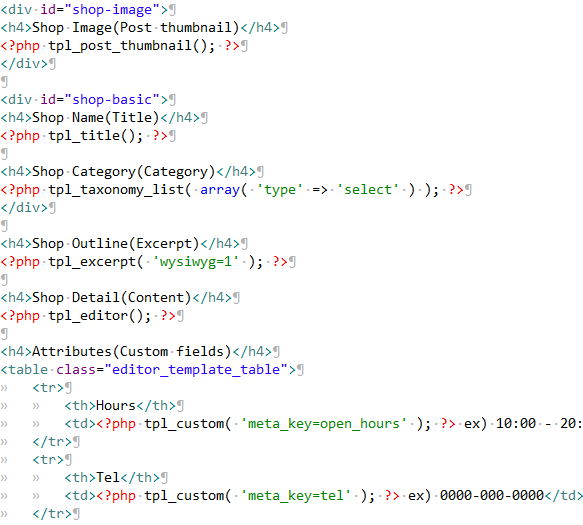 <div id="shop-image">
<h4>Shop Image(Post thumbnail)</h4>
<?php tpl_post_thumbnail(); ?>
</div>

<div id="shop-basic">
<h4>Shop Name(Title)</h4>
<?php tpl_title(); ?>

<h4>Shop Category(Category)</h4>
<?php tpl_taxonomy_list( array( 'type' => 'select' ) ); ?>
</div>

<h4>Shop Outline(Excerpt)</h4>
<?php tpl_excerpt( 'wysiwyg=1' ); ?>

<h4>Shop Detail(Content)</h4>
<?php tpl_editor(); ?>

<h4>Attributes(Custom fields)</h4>
<table class="editor_template_table">
<tr>
<th>Hours</th>
<td><?php tpl_custom( 'meta_key=open_hours' ); ?> ex) 10:00 - 20:
</tr>
<tr>
<th>Tel</th>
<td><?php tpl_custom( 'meta_key=tel' ); ?> ex) 0000-000-0000</td>
</tr>